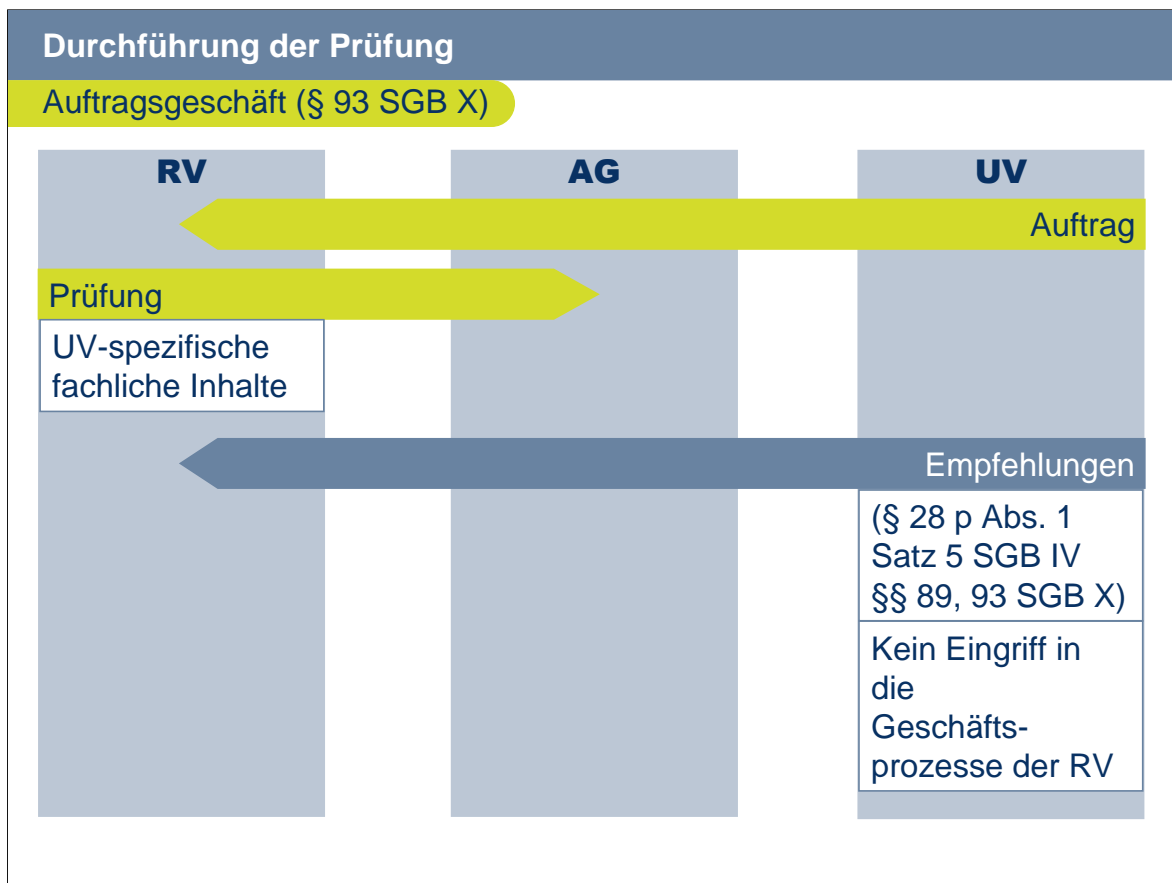 Durchführung der Prüfung
Auftragsgeschäft (§ 93 SGB X)
RV
AG
UV
Auftrag
Prüfung
UV-spezifische
fachliche Inhalte
Empfehlungen
(§ 28 p Abs. 1
Satz 5 SGB IV
§§ 89, 93 SGB X)
Kein Eingriff in
die
Geschäfts-
prozesse der RV